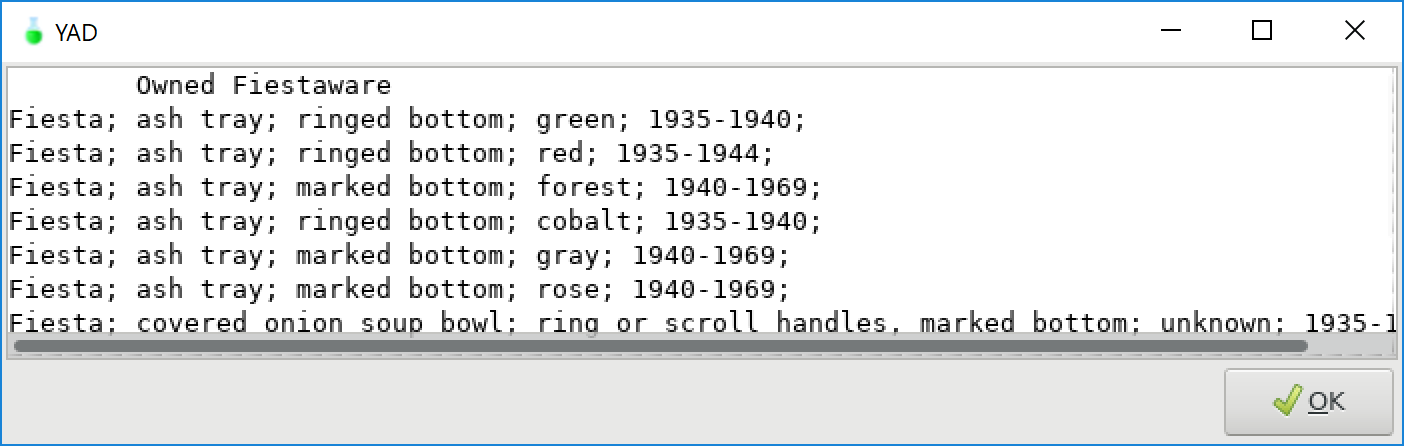 YAD
Owned Fiestaware
Fiesta; ash tray; ringed bottom; green; 1935-1940;
Fiesta; ash tray; ringed bottom; red; 1935-1944;
Fiesta; ash tray; marked bottom; forest; 1940-1969;
Fiesta; ash tray; ringed bottom; cobalt; 1935-1940;
Fiesta; ash tray; marked bottom; gray; 1940-1969;
Fiesta; ash tray; marked bottom; rose; 1940-1969;
Fiesta; covered onion soup bowl; ring or scroll handles, marked bottom; unknown; 1935-1
OK